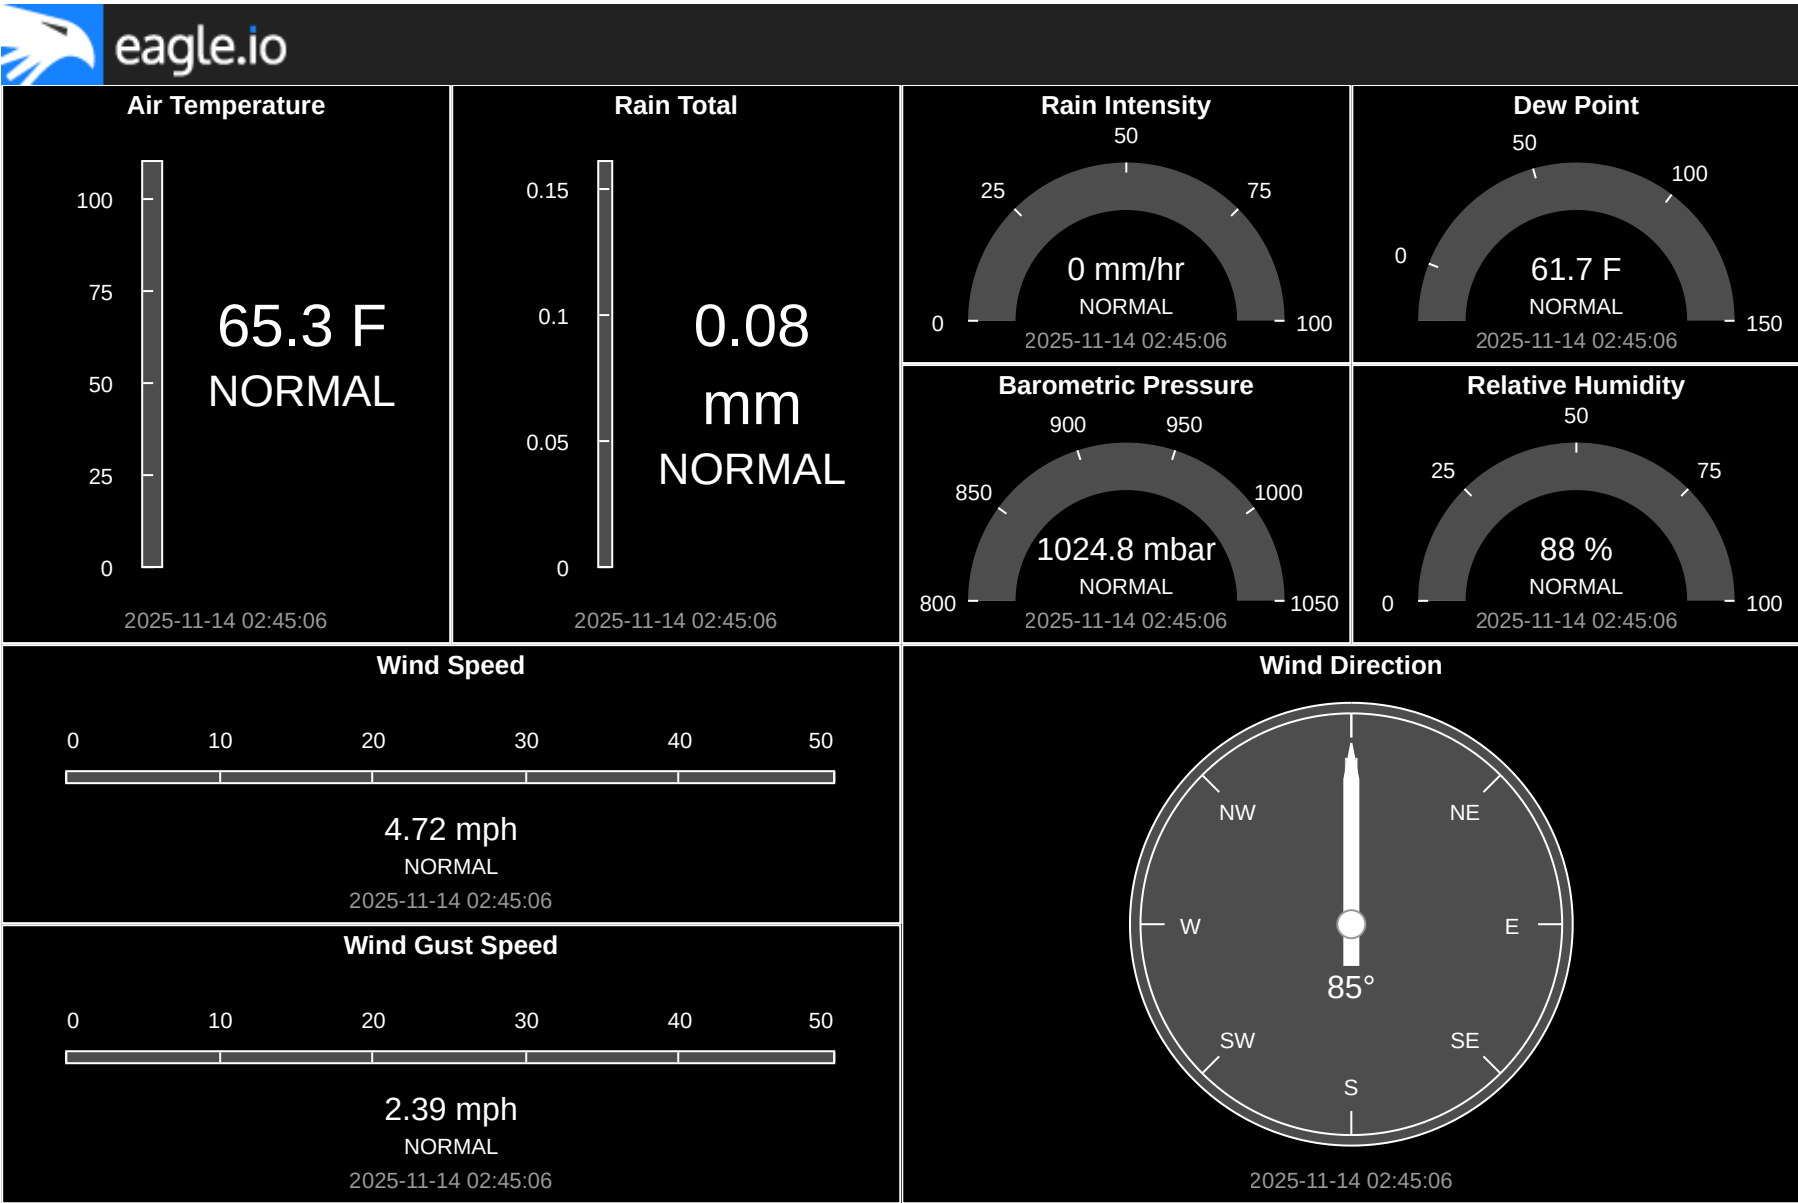 eagle.io
Air Temperature
100
75
50
25
0
65.3 F
NORMAL
2025-11-14 02:45:06
Rain Total
0.15
0.1
0.05
0
0.08
mm
NORMAL
2025-11-14 02:45:06
Rain Intensity
50
25
75
0
100
0 mm/hr
NORMAL
2025-11-14 02:45:06
Dew Point
50
100
0
150
61.7 F
NORMAL
2025-11-14 02:45:06
Barometric Pressure
900
950
850
1000
800
1050
1024.8 mbar
NORMAL
2025-11-14 02:45:06
Relative Humidity
50
25
75
0
100
88 %
NORMAL
2025-11-14 02:45:06
Wind Speed
0 10 20 30 40 50
4.72 mph
NORMAL
2025-11-14 02:45:06
Wind Gust Speed
0 10 20 30 40 50
2.39 mph
NORMAL
2025-11-14 02:45:06
Wind Direction
NW NE
W E
85°
SW SE
S
2025-11-14 02:45:06